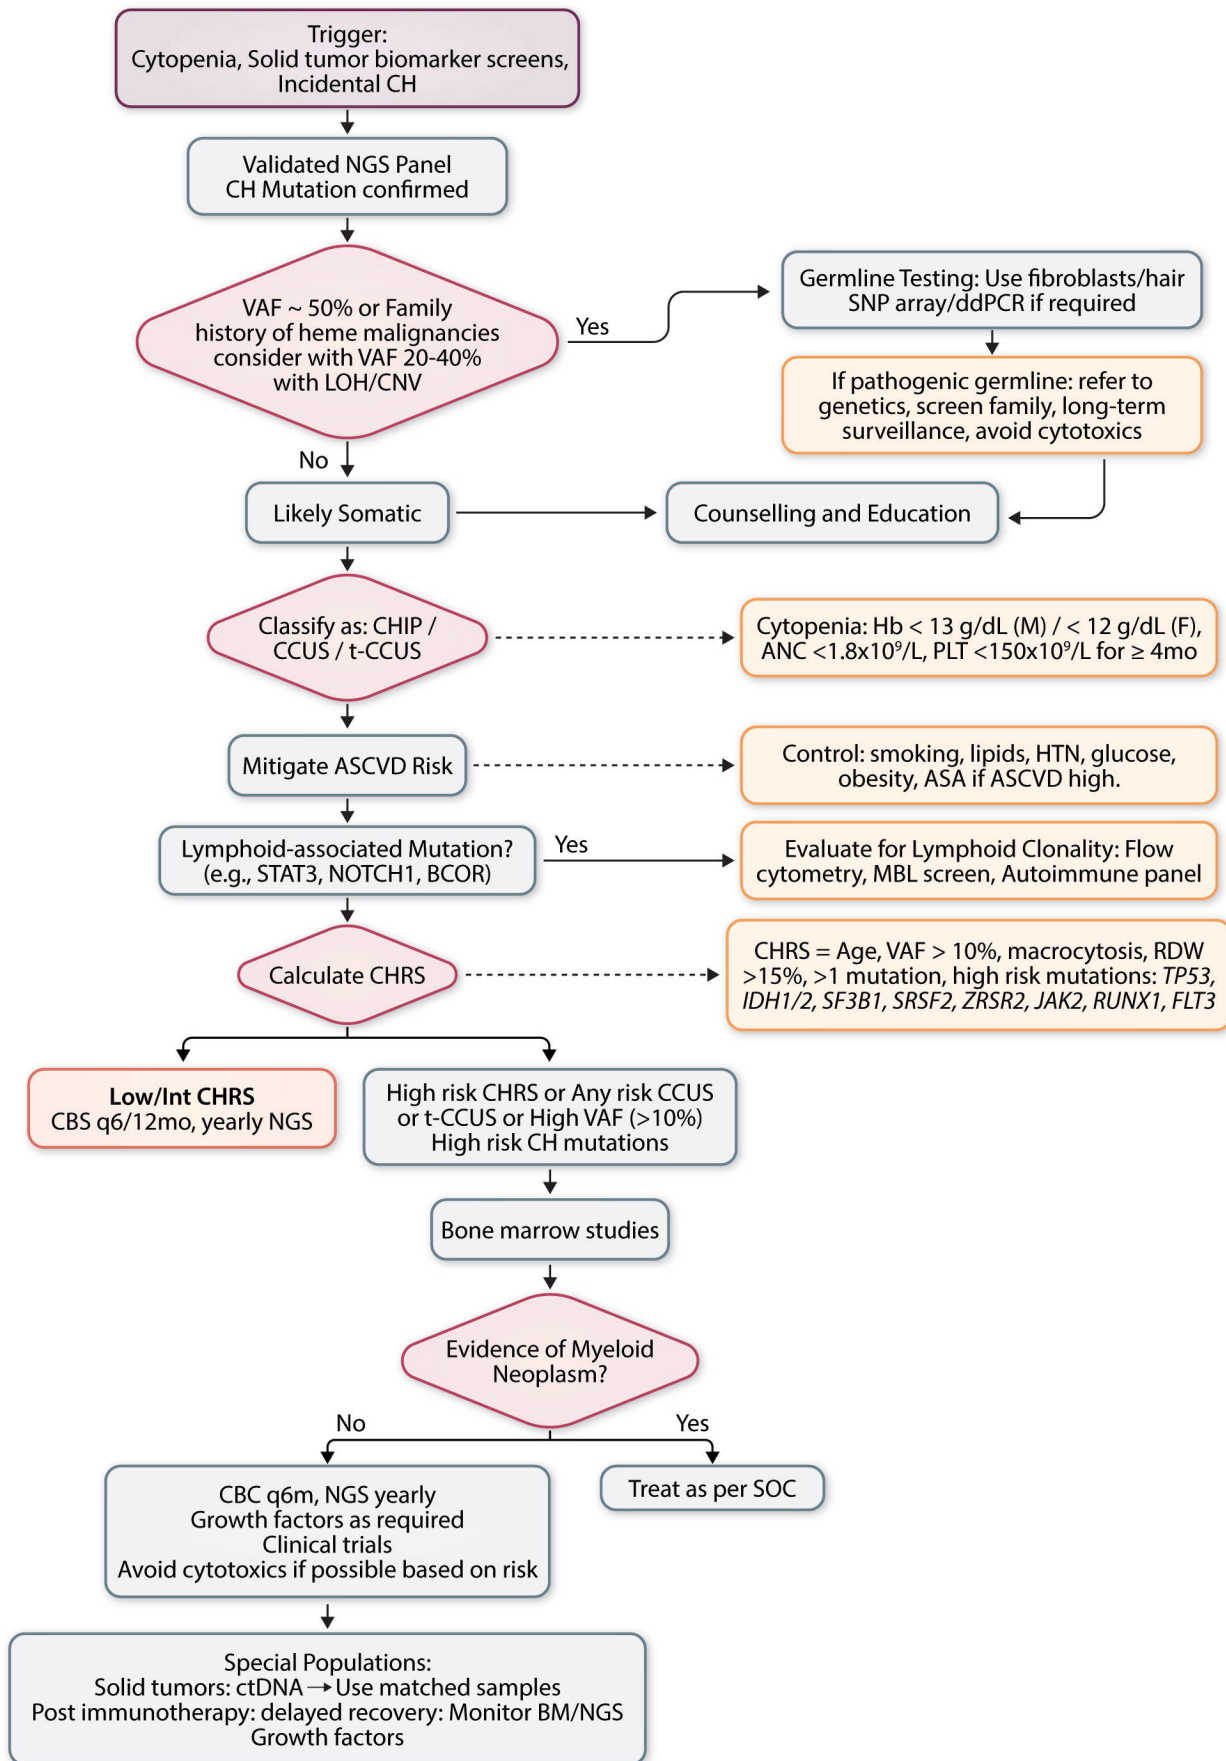 Trigger:
Cytopenia, Solid tumor biomarker screens,
Incidental CH
Validated NGS Panel
CH Mutation confirmed
VAF ~ 50% or Family
history of heme malignancies
consider with VAF 20-40%
with LOH/CNV
Yes
Germline Testing: Use fibroblasts/hair
SNP array/ddPCR if required
If pathogenic germline: refer to
genetics, screen family, long-term
surveillance, avoid cytotoxics
No
Likely Somatic
Counselling and Education
Classify as: CHIP /
CCUS / t-CCUS
Cytopenia: Hb < 13 g/dL (M) / < 12 g/dL (F),
ANC <1.8x10⁹/L, PLT <150x10⁹/L for ≥ 4mo
Mitigate ASCVD Risk
Control: smoking, lipids, HTN, glucose,
obesity, ASA if ASCVD high.
Lymphoid-associated Mutation?
(e.g., STAT3, NOTCH1, BCOR)
Yes
Evaluate for Lymphoid Clonality: Flow
cytometry, MBL screen, Autoimmune panel
Calculate CHRS
CHRS = Age, VAF > 10%, macrocytosis, RDW
>15%, >1 mutation, high risk mutations: TP53,
IDH1/2, SF3B1, SRSF2, ZRSR2, JAK2, RUNX1, FLT3
Low/Int CHRS
CBS q6/12mo, yearly NGS
High risk CHRS or Any risk CCUS
or t-CCUS or High VAF (>10%)
High risk CH mutations
Bone marrow studies
Evidence of Myeloid
Neoplasm?
No
Yes
CBC q6m, NGS yearly
Growth factors as required
Clinical trials
Avoid cytotoxics if possible based on risk
Treat as per SOC
Special Populations:
Solid tumors: ctDNA → Use matched samples
Post immunotherapy: delayed recovery: Monitor BM/NGS
Growth factors